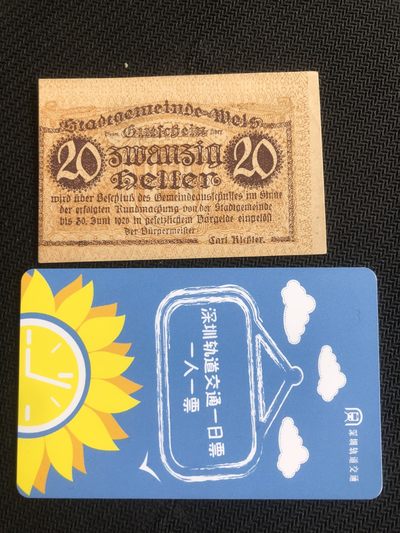 Stadtgemeinde-Wels
Gutschein über
20 zwanzig 20
Heller
wird über Beschluß des Gemeindeausschusses im Sinne
der erfolgten Kundmachung von der Stadtgemeinde
bis 30. Juni 1920 in gesetzlichem Bargelde eingelöst
Der Bürgermeister
Carl Richter.
深圳轨道交通一日票
一人一票
深圳轨道交通